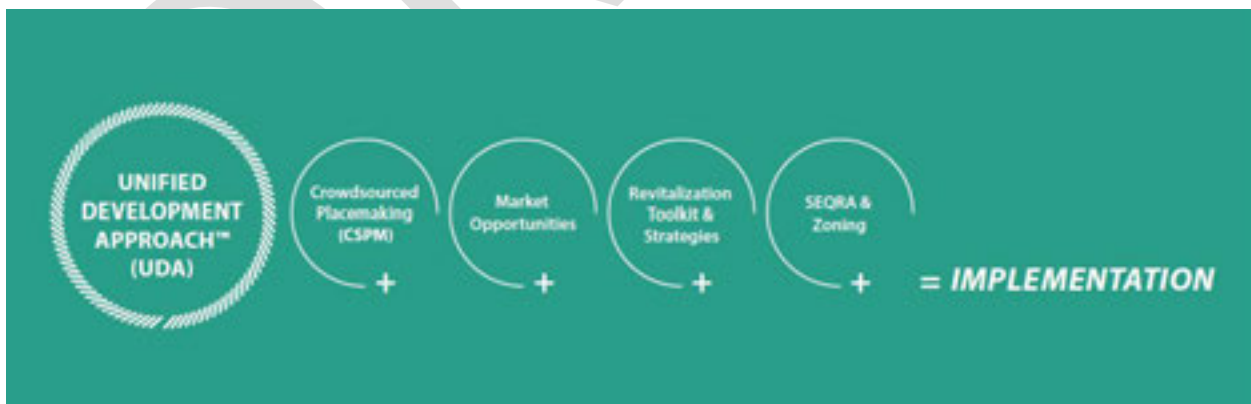 UNIFIED
DEVELOPMENT
APPROACH™
(UDA)
Crowdsourced
Placemaking
(CSPM)
+
Market
Opportunities
+
Revitalization
Toolkit &
Strategies
+
SEQRA &
Zoning
+
= IMPLEMENTATION